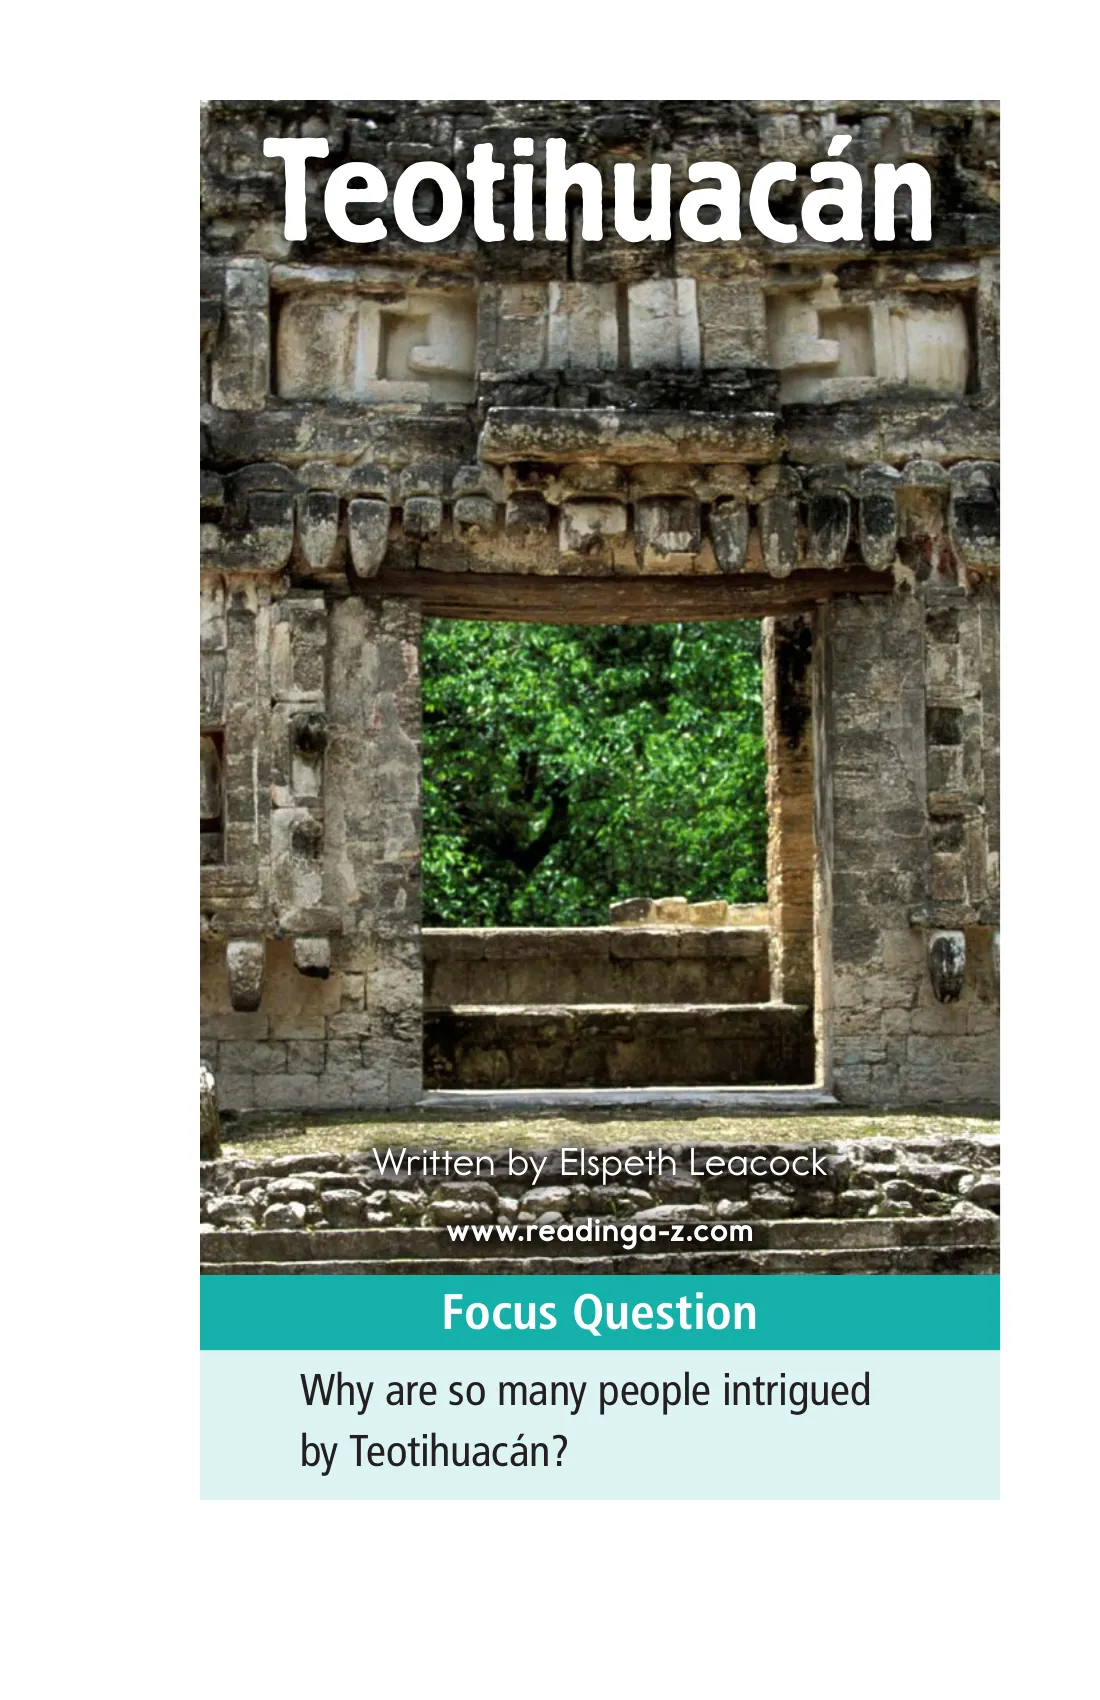 Teotihuacán
Written by Elspeth Leacock
www.readinga-z.com
Focus Question
Why are so many people intrigued
by Teotihuacán?